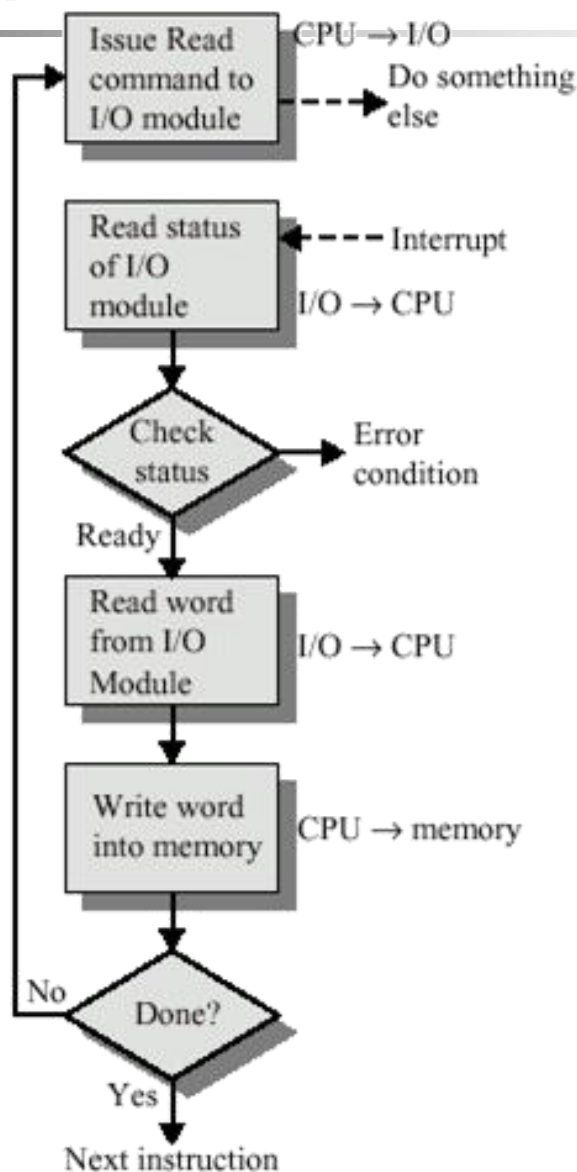 Issue Read
command to
I/O module
CPU → I/O
Do something
else
Read status
of I/O
module
Interrupt
I/O → CPU
Check
status
Error
condition
Ready
Read word
from I/O
Module
I/O → CPU
Write word
into memory
CPU → memory
Done?
No
Yes
Next instruction